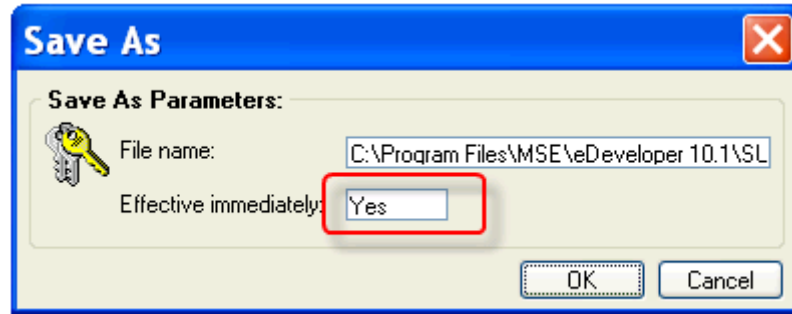 Save As
Save As Parameters:
File name: C:\Program Files\MSE\eDeveloper 10.1\SL
Effective immediately: Yes
OK Cancel